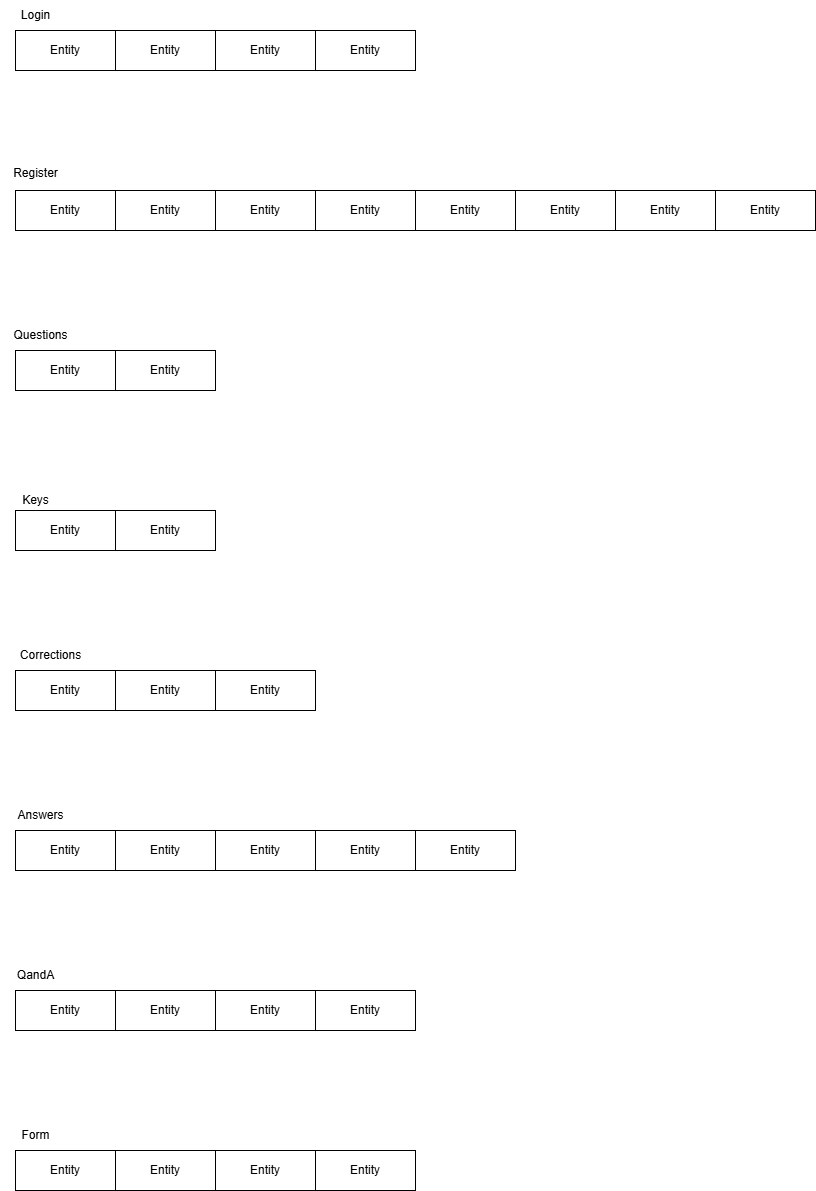 Login
Entity Entity Entity Entity
Register
Entity Entity Entity Entity Entity Entity Entity Entity
Questions
Entity Entity
Keys
Entity Entity
Corrections
Entity Entity Entity
Answers
Entity Entity Entity Entity Entity
QandA
Entity Entity Entity Entity
Form
Entity Entity Entity Entity